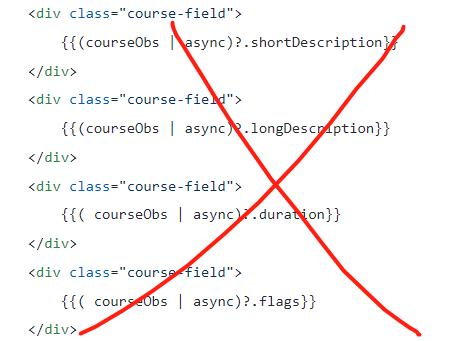 <div class="course-field">
{{(courseObs | async)?.shortDescription}}
</div>
<div class="course-field">
{{(courseObs | async)?.longDescription}}
</div>
<div class="course-field">
{{( courseObs | async)?.duration}}
</div>
<div class="course-field">
{{( courseObs | async)?.flags}}
</div>